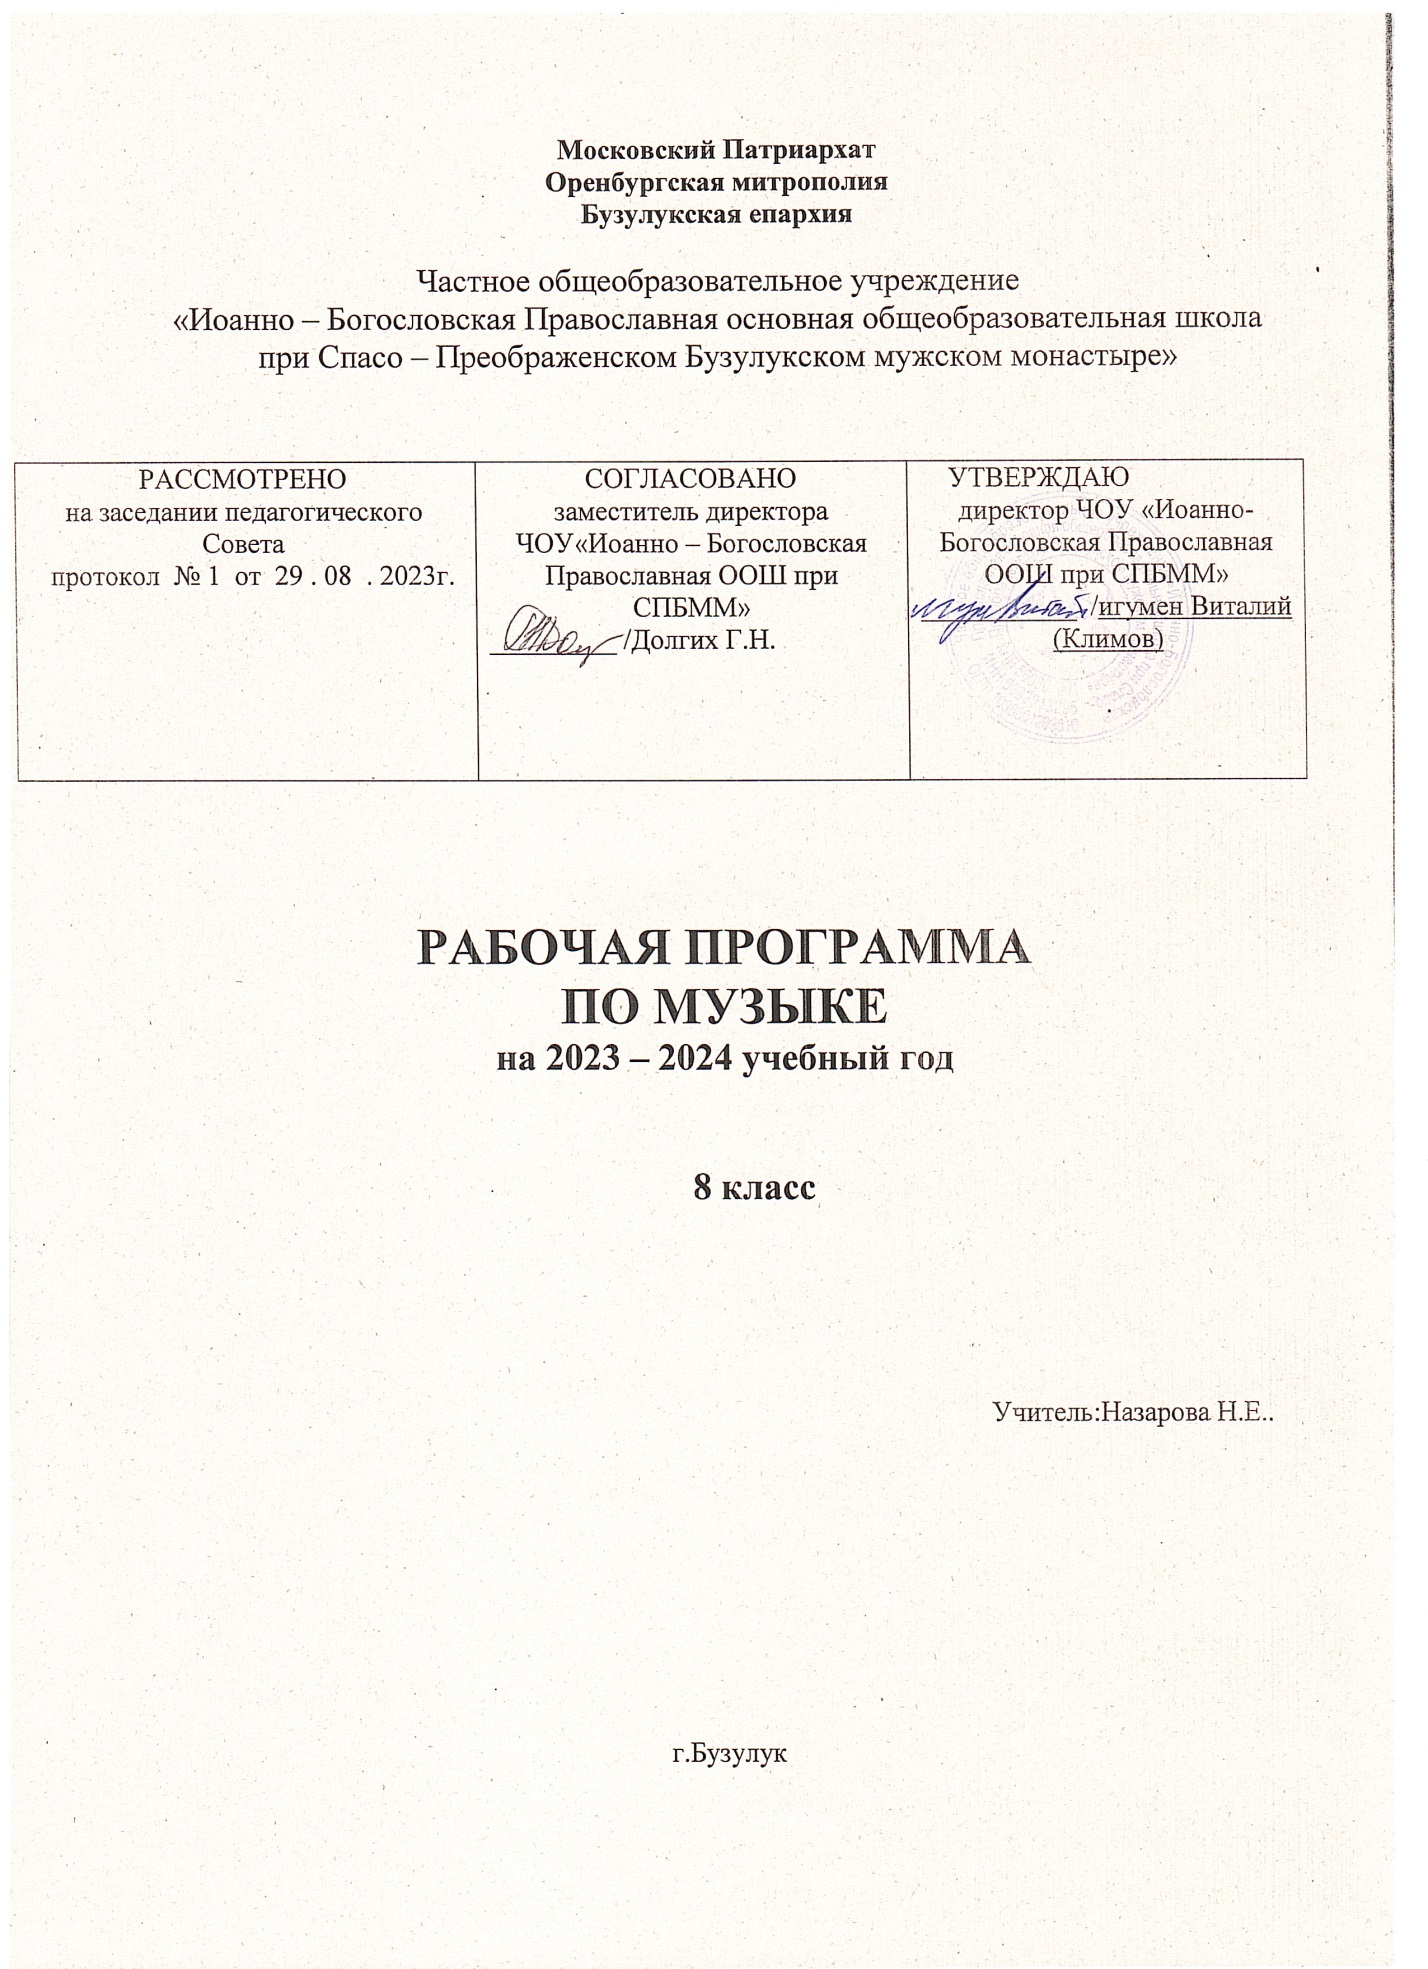 Московский Патриархат
Оренбургская митрополия
Бузулукская епархия
Частное общеобразовательное учреждение
«Иоанно – Богословская Православная основная общеобразовательная школа
при Спасо – Преображенском Бузулукском мужском монастыре»
РАССМОТРЕНО
на заседании педагогического
Совета
протокол № 1 от 29 . 08 . 2023г.
СОГЛАСОВАНО
заместитель директора
ЧОУ«Иоанно – Богословская
Православная ООШ при
СПБММ»
/Долгих Г.Н.
УТВЕРЖДАЮ
директор ЧОУ «Иоанно-
Богословская Православная
ООШ при СПБММ»
/игумен Виталий
(Климов)
РАБОЧАЯ ПРОГРАММА
ПО МУЗЫКЕ
на 2023 – 2024 учебный год
8 класс
Учитель:Назарова Н.Е..
г.Бузулук